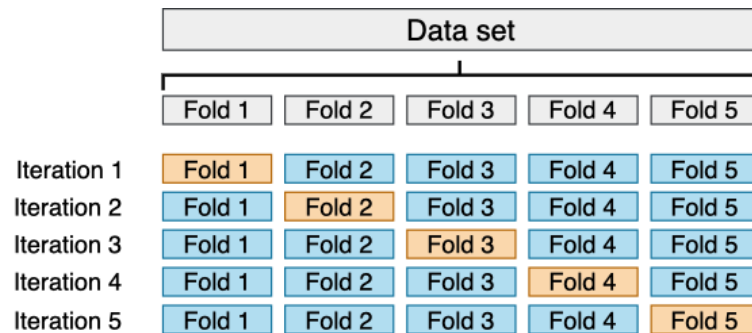 Data set
Fold 1 Fold 2 Fold 3 Fold 4 Fold 5
Iteration 1 Fold 1 Fold 2 Fold 3 Fold 4 Fold 5
Iteration 2 Fold 1 Fold 2 Fold 3 Fold 4 Fold 5
Iteration 3 Fold 1 Fold 2 Fold 3 Fold 4 Fold 5
Iteration 4 Fold 1 Fold 2 Fold 3 Fold 4 Fold 5
Iteration 5 Fold 1 Fold 2 Fold 3 Fold 4 Fold 5